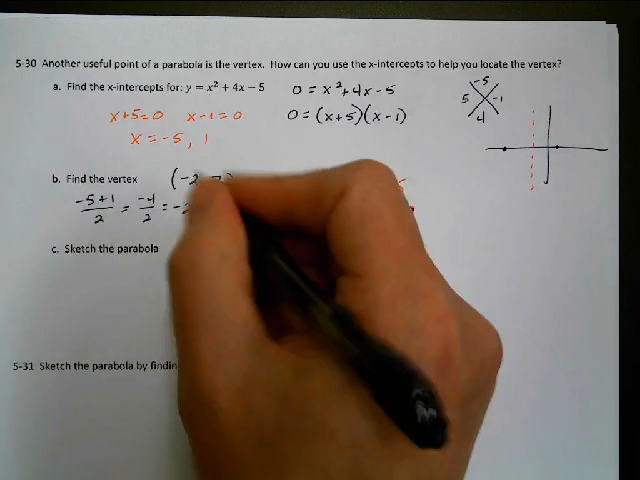 5-30 Another useful point of a parabola is the vertex. How can you use the x-intercepts to help you locate the vertex?
a. Find the x-intercepts for: y = x² + 4x − 5
0 = x² + 4x - 5
x+5=0 x-1=0
0 = (x+5)(x-1)
x = -5, 1
-5
5 -1
4
b. Find the vertex
(-2,
-5+1/2 = -4/2 = -2
c. Sketch the parabola
5-31 Sketch the parabola by findin